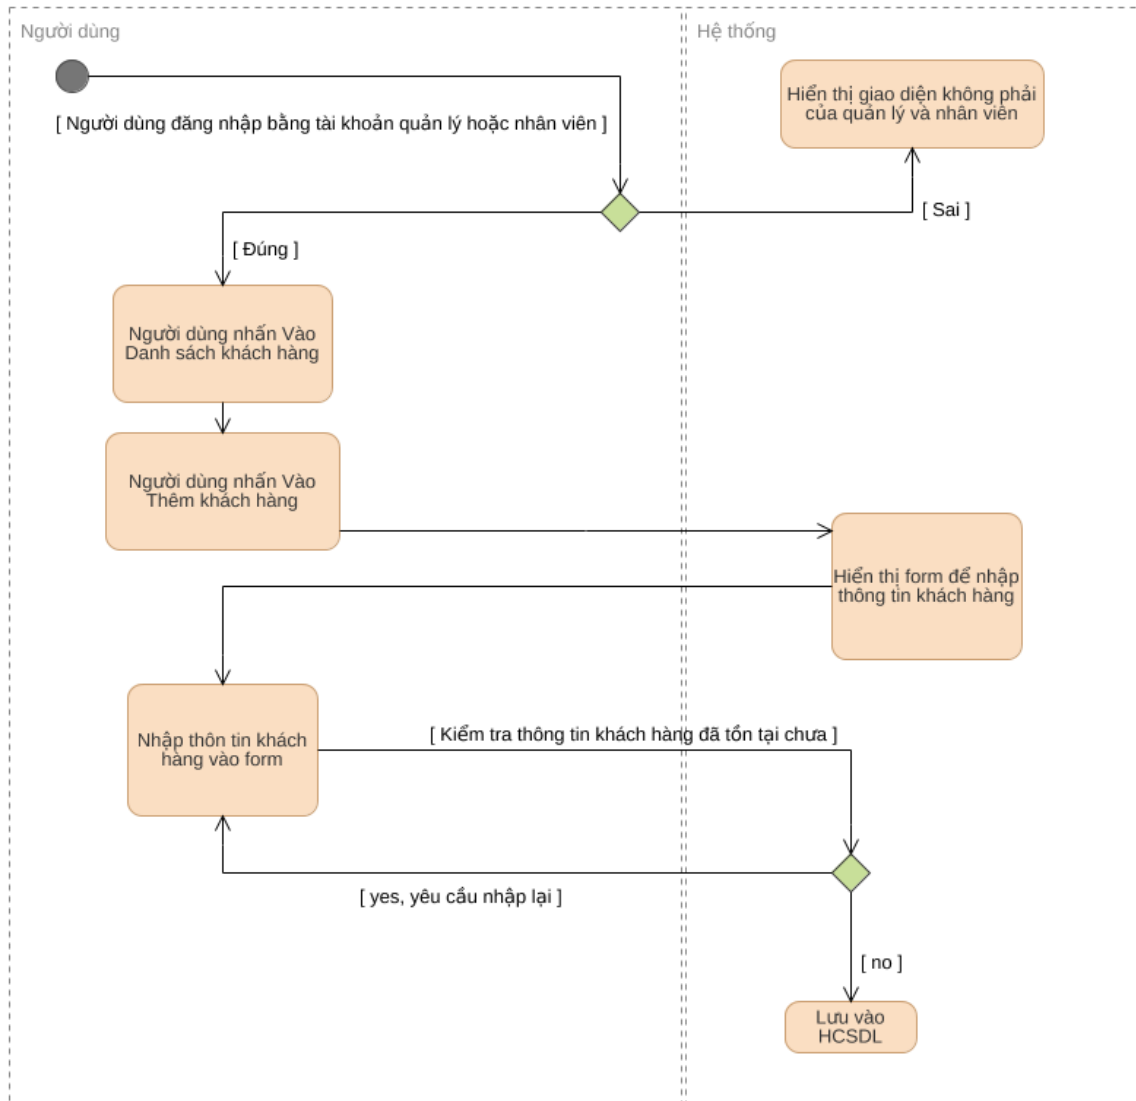 Người dùng
Hệ thống
Hiển thị giao diện không phải
của quản lý và nhân viên
[ Người dùng đăng nhập bằng tài khoản quản lý hoặc nhân viên ]
[ Sai ]
[ Đúng ]
Người dùng nhấn Vào
Danh sách khách hàng
Người dùng nhấn Vào
Thêm khách hàng
Hiển thị form để nhập
thông tin khách hàng
Nhập thôn tin khách
hàng vào form
[ Kiểm tra thông tin khách hàng đã tồn tại chưa ]
[ yes, yêu cầu nhập lại ]
[ no ]
Lưu vào
HCSDL